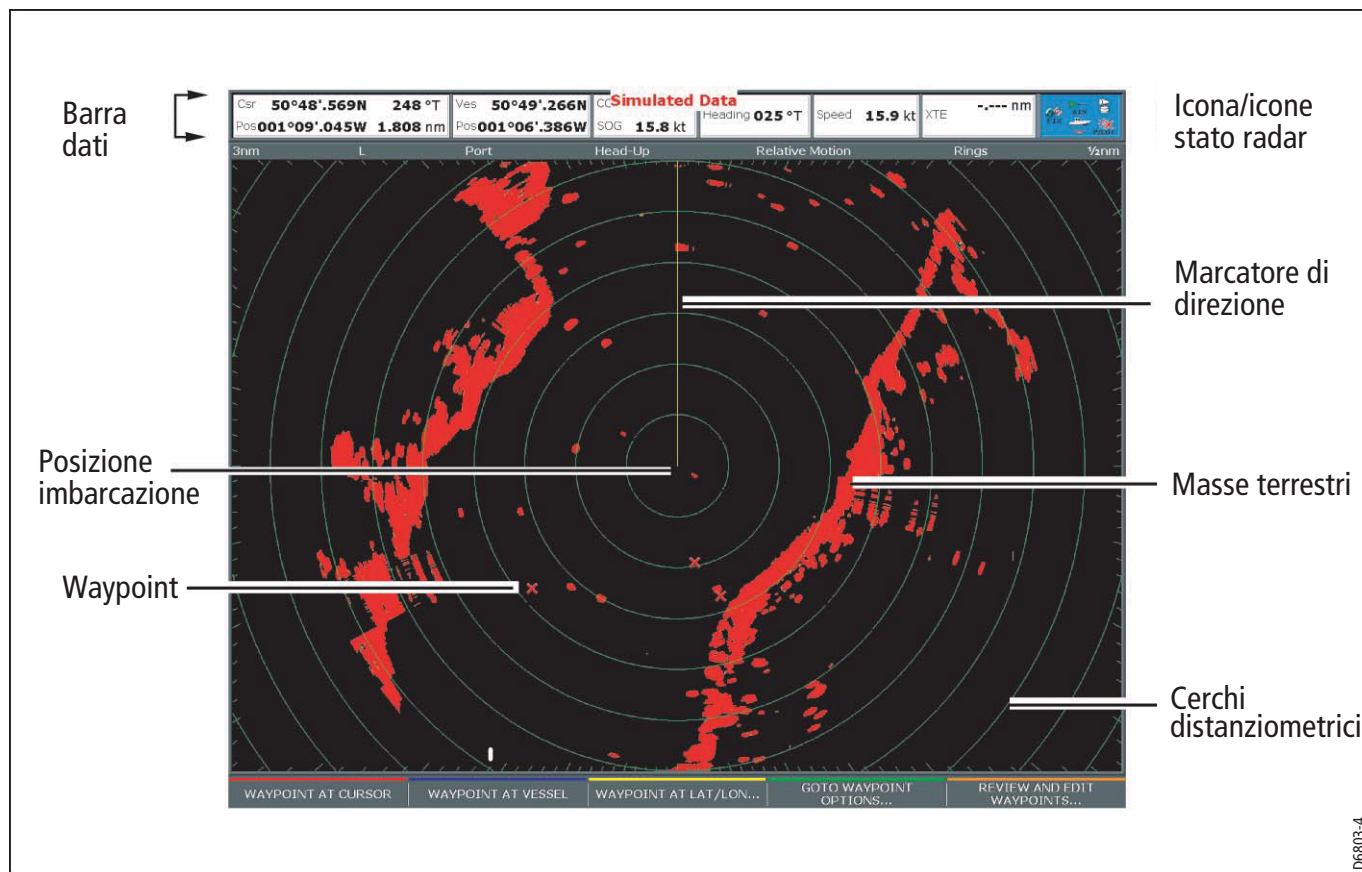 Barra
dati
Csr 50°48'.569N 248 °T
Pos 001°09'.045W 1.808 nm
Ves 50°49'.266N
Pos 001°06'.386W
Simulated Data
SOG 15.8 kt
Heading 025 °T
Speed 15.9 kt
XTE -.--- nm
PILOT
Icona/icone
stato radar
3nm L Port Head-Up Relative Motion Rings ½nm
Marcatore di
direzione
Posizione
imbarcazione
Masse terrestri
Waypoint
Cerchi
distanziometrici
WAYPOINT AT CURSOR
WAYPOINT AT VESSEL
WAYPOINT AT LAT/LON...
GOTO WAYPOINT
OPTIONS...
REVIEW AND EDIT
WAYPOINTS...
D6803-4